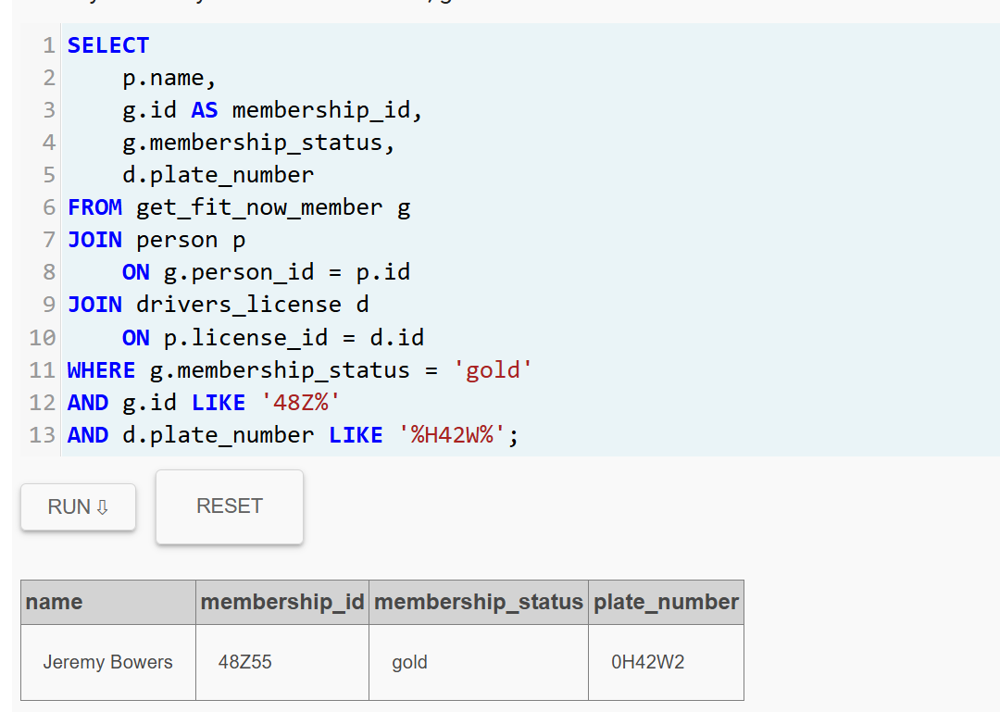 1 SELECT
2 p.name,
3 g.id AS membership_id,
4 g.membership_status,
5 d.plate_number
6 FROM get_fit_now_member g
7 JOIN person p
8 ON g.person_id = p.id
9 JOIN drivers_license d
10 ON p.license_id = d.id
11 WHERE g.membership_status = 'gold'
12 AND g.id LIKE '48Z%'
13 AND d.plate_number LIKE '%H42W%';
RUN ⇩ RESET
name membership_id membership_status plate_number
Jeremy Bowers 48Z55 gold 0H42W2